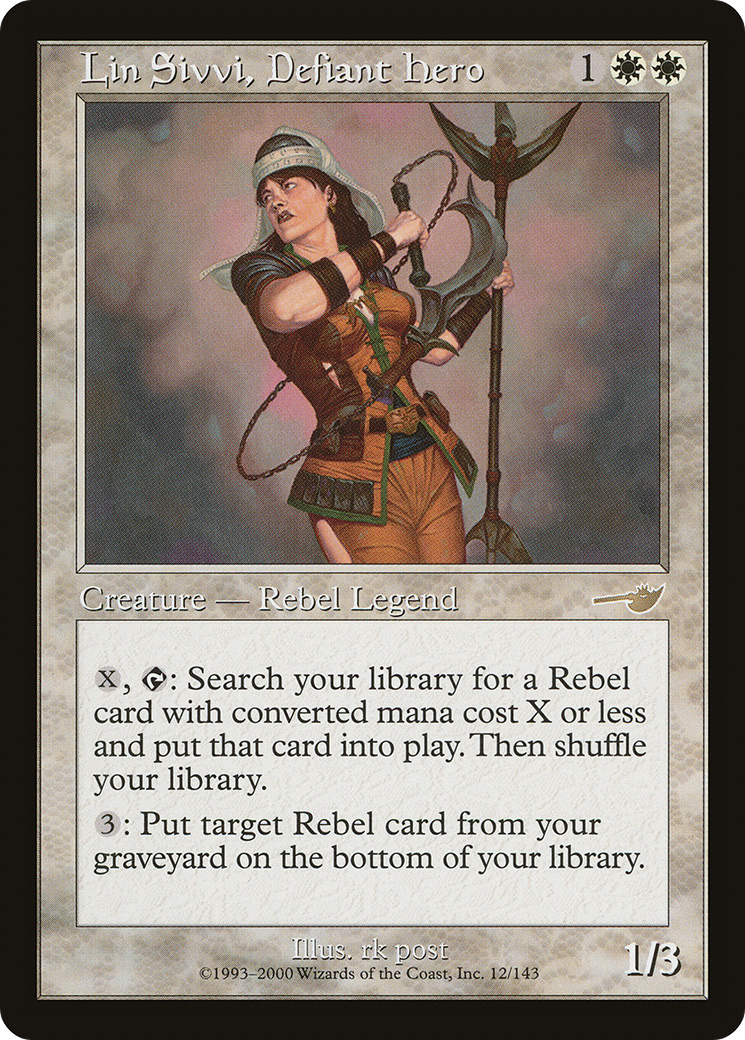 Lin Sivvi, Defiant Hero 1
Creature — Rebel Legend
X, : Search your library for a Rebel
card with converted mana cost X or less
and put that card into play. Then shuffle
your library.
3: Put target Rebel card from your
graveyard on the bottom of your library.
Illus. rk post
©1993–2000 Wizards of the Coast, Inc. 12/143
1/3